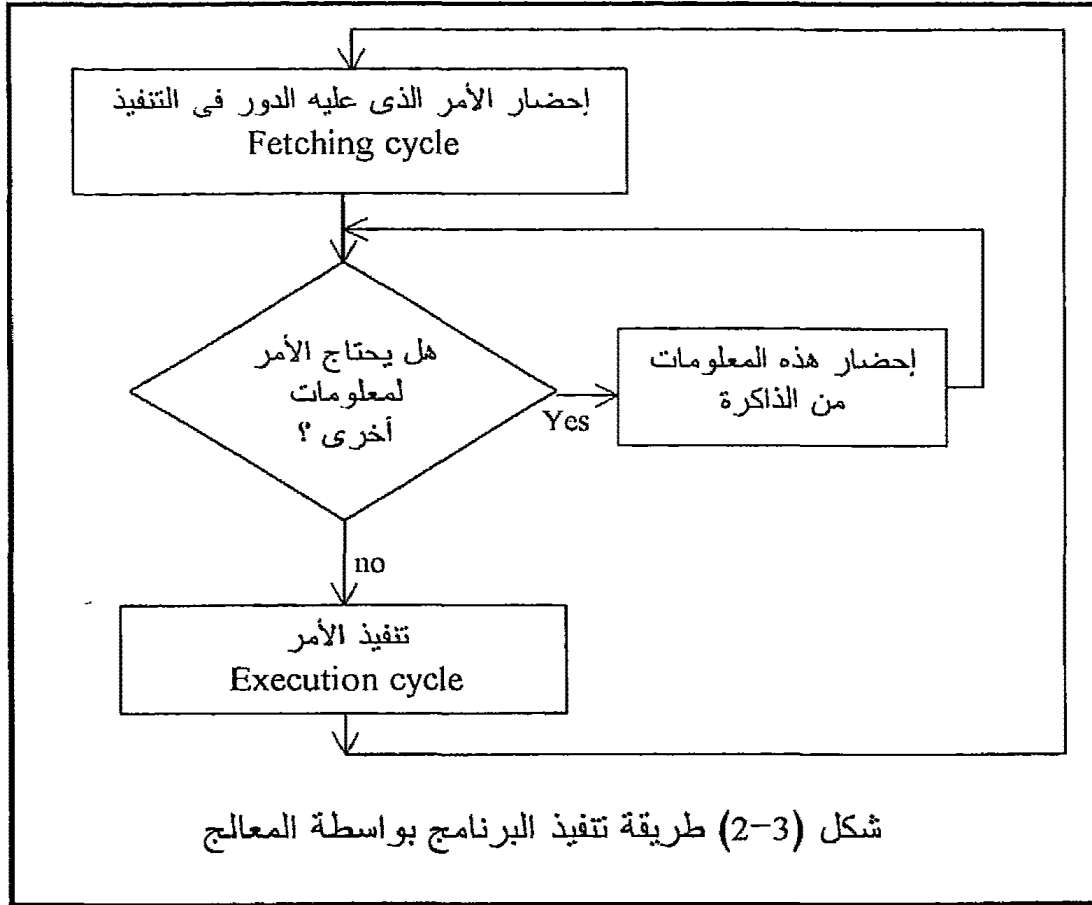 إحضار الأمر الذى عليه الدور فى التنفيذ
Fetching cycle
هل يحتاج الأمر
لمعلومات
أخرى ؟
Yes
إحضار هذه المعلومات
من الذاكرة
no
تنفيذ الأمر
Execution cycle
شكل (3-2) طريقة تنفيذ البرنامج بواسطة المعالج